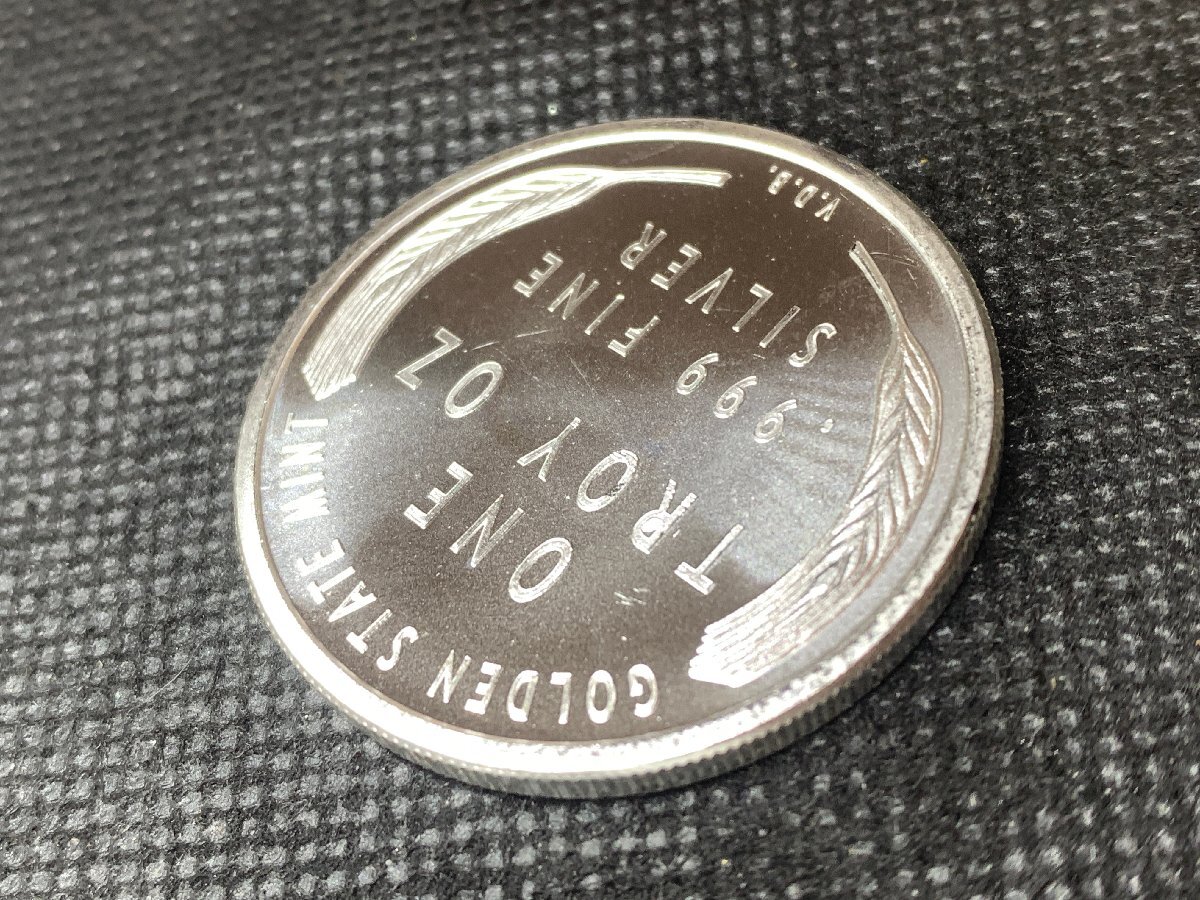 GOLDEN STATE MINT
ONE
TROY OZ
.999 FINE
SILVER
V.D.B.